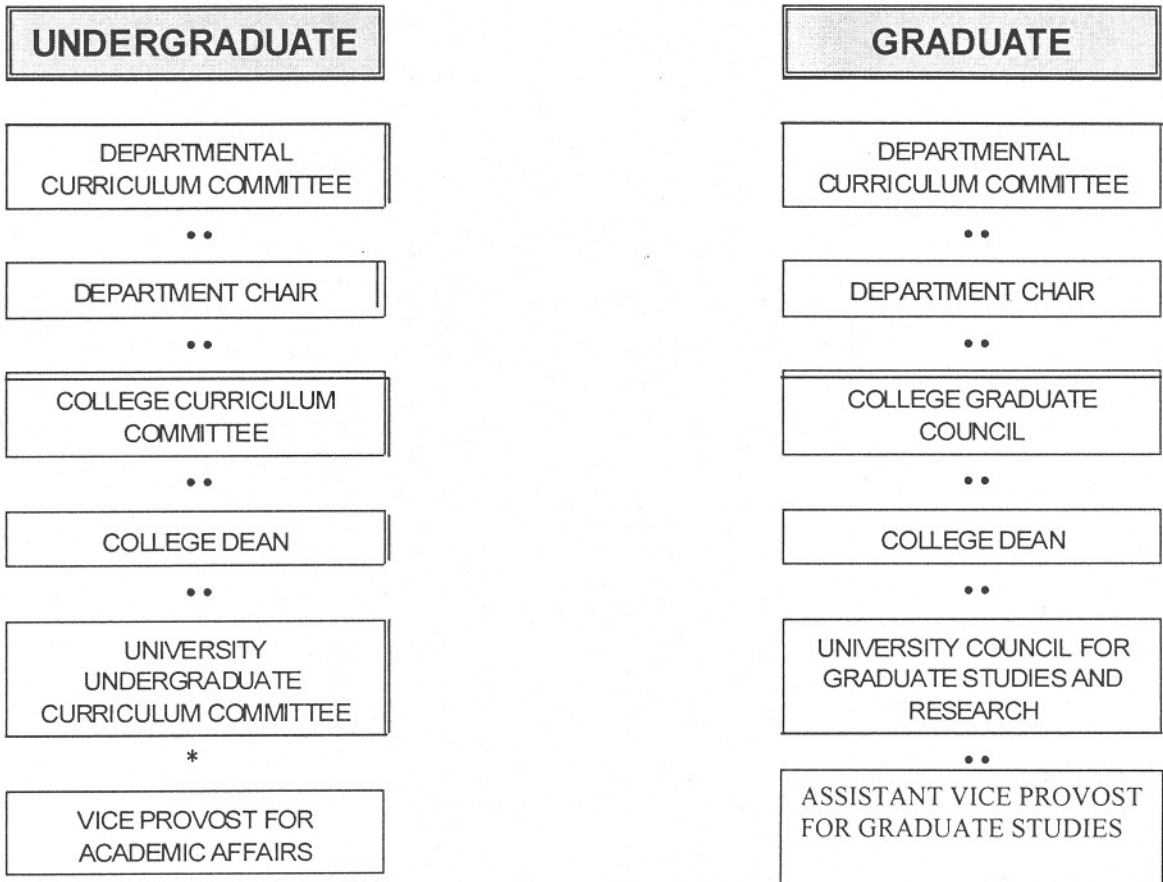 UNDERGRADUATE
DEPARTMENTAL
CURRICULUM COMMITTEE
••
DEPARTMENT CHAIR
••
COLLEGE CURRICULUM
COMMITTEE
••
COLLEGE DEAN
••
UNIVERSITY
UNDERGRADUATE
CURRICULUM COMMITTEE
*
VICE PROVOST FOR
ACADEMIC AFFAIRS
GRADUATE
DEPARTMENTAL
CURRICULUM COMMITTEE
••
DEPARTMENT CHAIR
••
COLLEGE GRADUATE
COUNCIL
••
COLLEGE DEAN
••
UNIVERSITY COUNCIL FOR
GRADUATE STUDIES AND
RESEARCH
••
ASSISTANT VICE PROVOST
FOR GRADUATE STUDIES